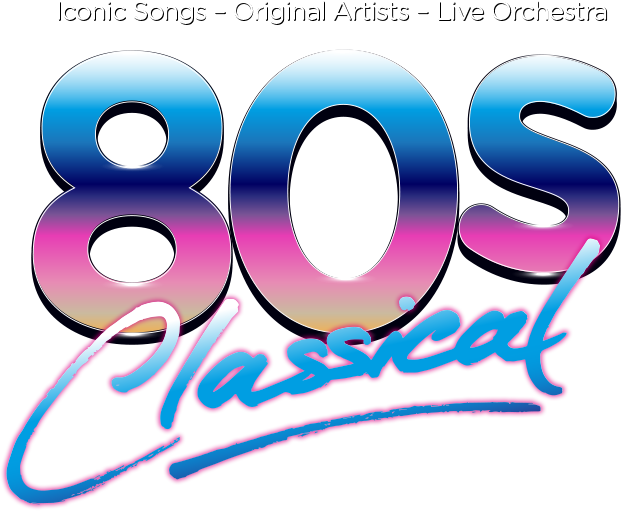 Iconic Songs – Original Artists – Live Orchestra
80s
Classical